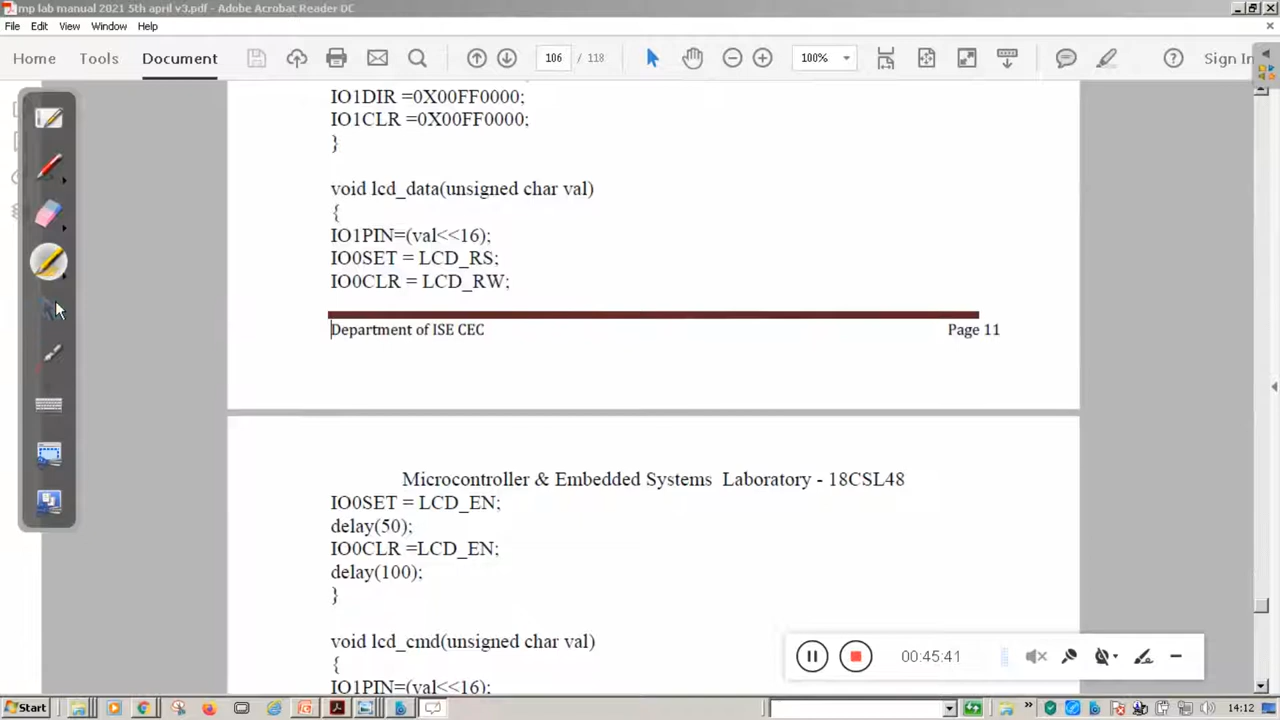 mp lab manual 2021 5th april v3.pdf - Adobe Acrobat Reader DC
File Edit View Window Help
Home Tools Document 106 / 118 100% Sign In
IO1DIR =0X00FF0000;
IO1CLR =0X00FF0000;
}
void lcd_data(unsigned char val)
{
IO1PIN=(val<<16);
IO0SET = LCD_RS;
IO0CLR = LCD_RW;
Department of ISE CEC Page 11
Microcontroller & Embedded Systems Laboratory - 18CSL48
IO0SET = LCD_EN;
delay(50);
IO0CLR =LCD_EN;
delay(100);
}
void lcd_cmd(unsigned char val)
{
IO1PIN=(val<<16);
00:45:41
Start 14:12